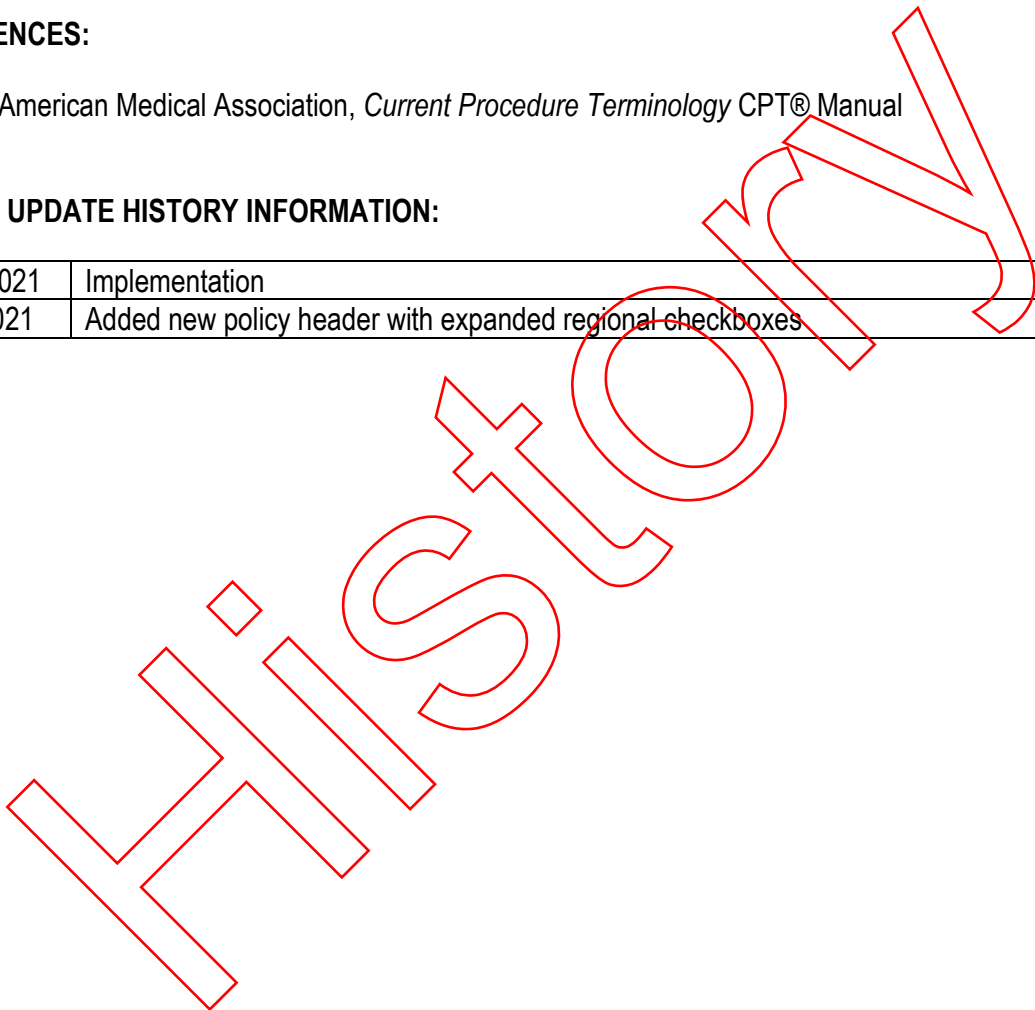 ENCES:
American Medical Association, Current Procedure Terminology CPT® Manual
UPDATE HISTORY INFORMATION:
021 Implementation
021 Added new policy header with expanded regional checkboxes
History